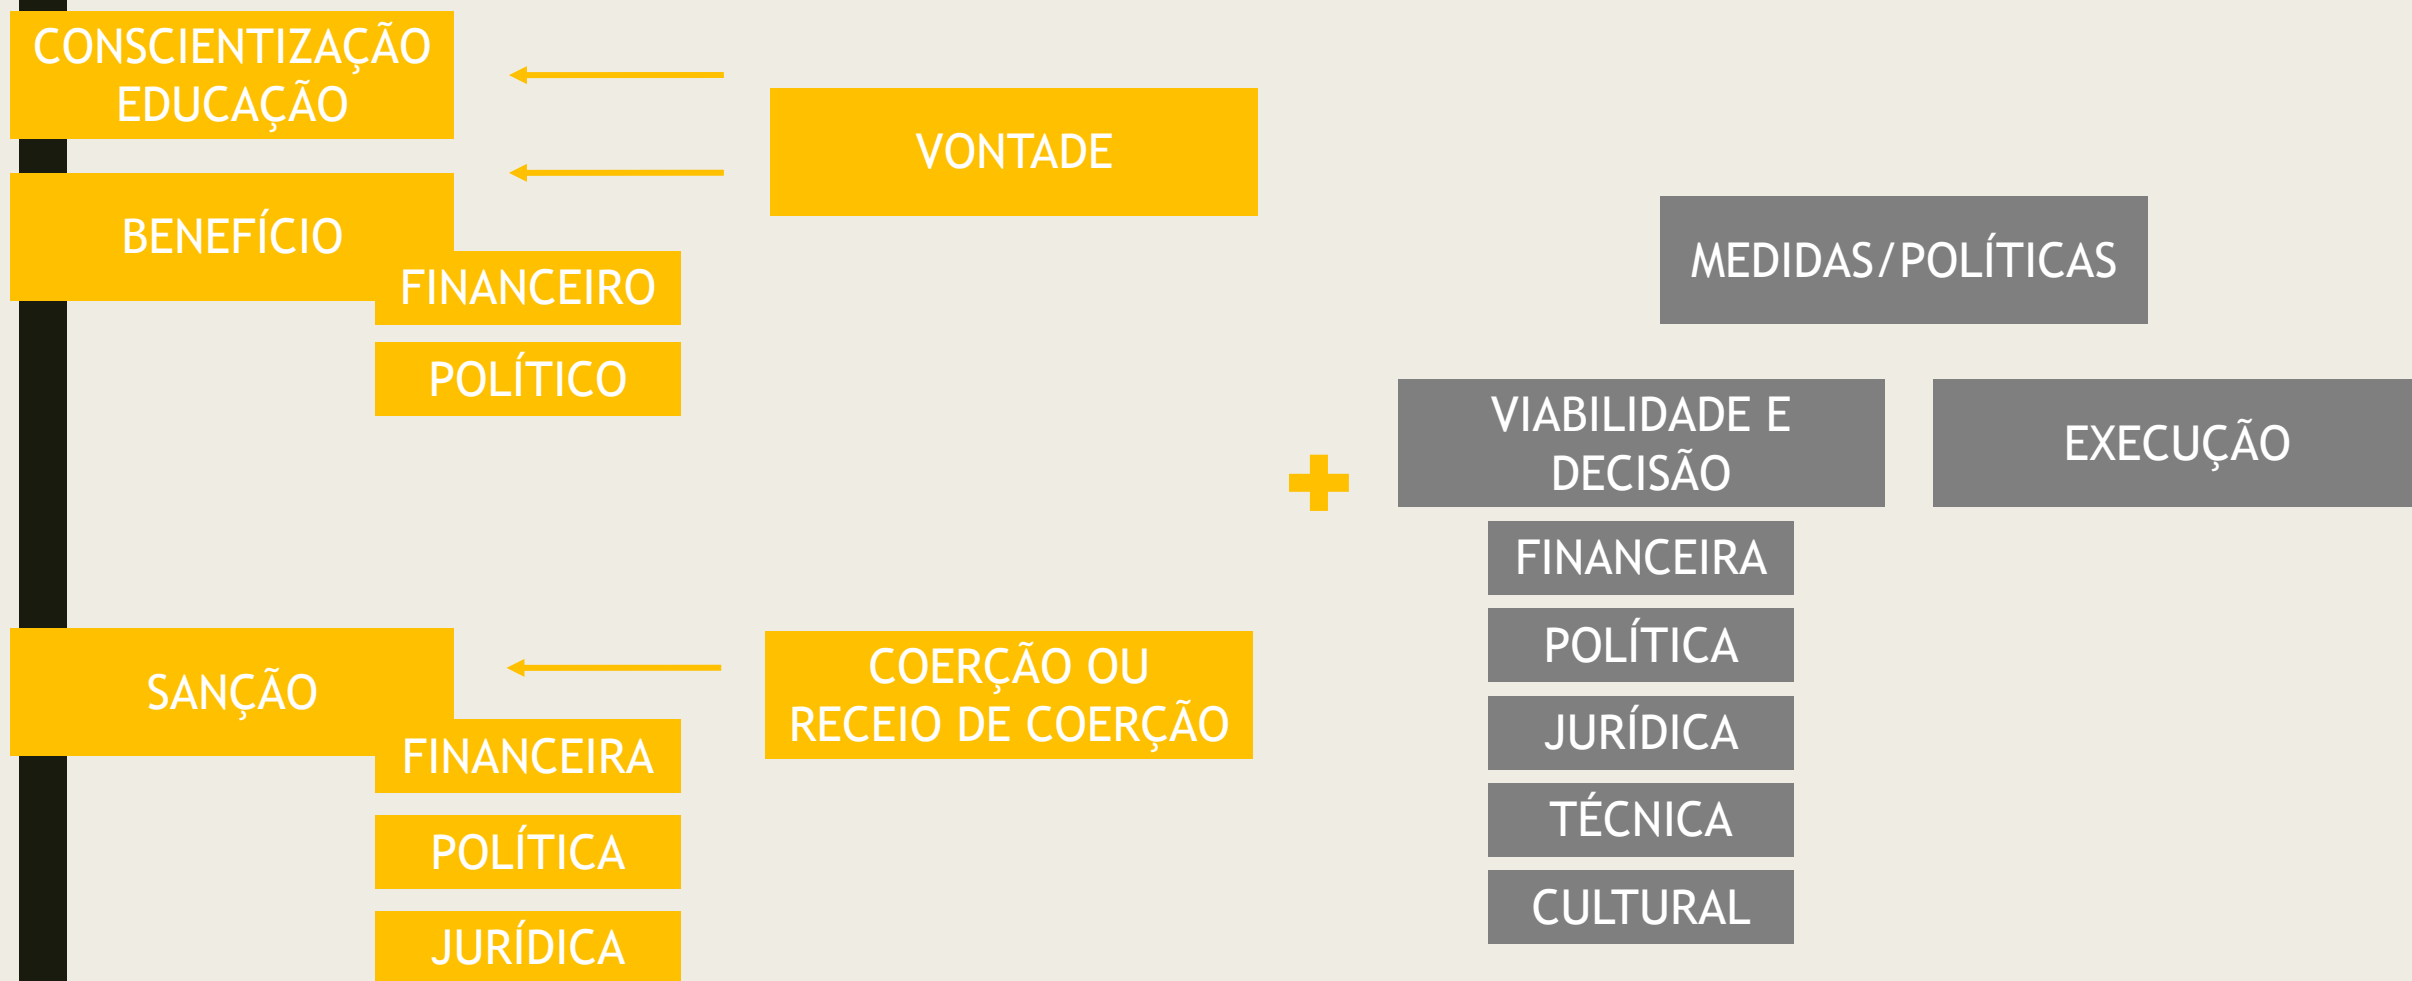 CONSCIENTIZAÇÃO
EDUCAÇÃO
VONTADE
BENEFÍCIO
FINANCEIRO
POLÍTICO
SANÇÃO
FINANCEIRA
POLÍTICA
JURÍDICA
COERÇÃO OU
RECEIO DE COERÇÃO
MEDIDAS/POLÍTICAS
VIABILIDADE E
DECISÃO
FINANCEIRA
POLÍTICA
JURÍDICA
TÉCNICA
CULTURAL
EXECUÇÃO